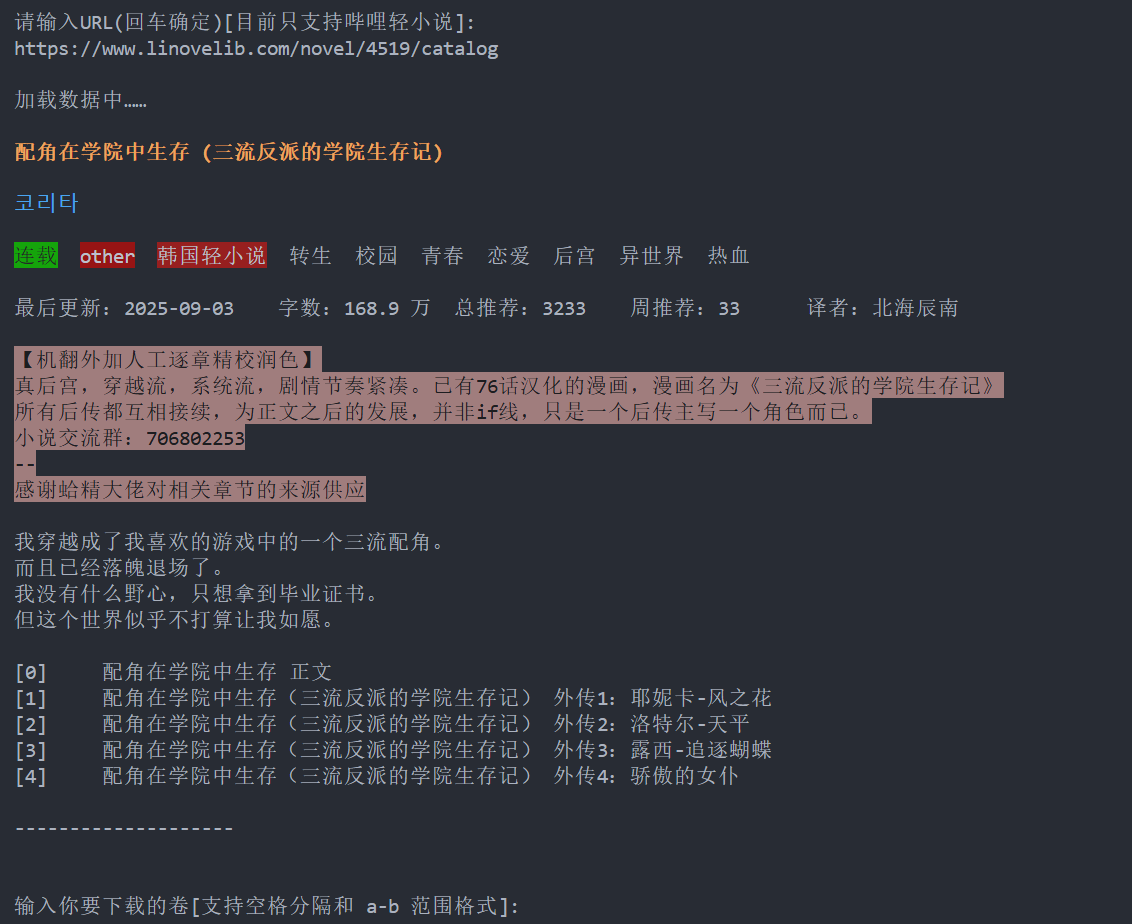 请输入URL(回车确定)[目前只支持哔哩轻小说]:
https://www.linovelib.com/novel/4519/catalog
加载数据中……
配角在学院中生存 (三流反派的学院生存记)
코리타
连载 other 韩国轻小说 转生 校园 青春 恋爱 后宫 异世界 热血
最后更新: 2025-09-03 字数: 168.9 万 总推荐: 3233 周推荐: 33 译者: 北海辰南
【机翻外加人工逐章精校润色】
真后宫，穿越流，系统流，剧情节奏紧凑。已有76话汉化的漫画，漫画名为《三流反派的学院生存记》
所有后传都互相接续，为正文之后的发展，并非if线，只是一个后传主写一个角色而已。
小说交流群: 706802253
--
感谢蛤精大佬对相关章节的来源供应
我穿越成了我喜欢的游戏中的一个三流配角。
而且已经落魄退场了。
我没有什么野心，只想拿到毕业证书。
但这个世界似乎不打算让我如愿。
[0] 配角在学院中生存 正文
[1] 配角在学院中生存（三流反派的学院生存记） 外传1: 耶妮卡-风之花
[2] 配角在学院中生存（三流反派的学院生存记） 外传2: 洛特尔-天平
[3] 配角在学院中生存（三流反派的学院生存记） 外传3: 露西-追逐蝴蝶
[4] 配角在学院中生存（三流反派的学院生存记） 外传4: 骄傲的女仆
--------------------
输入你要下载的卷[支持空格分隔和 a-b 范围格式]: